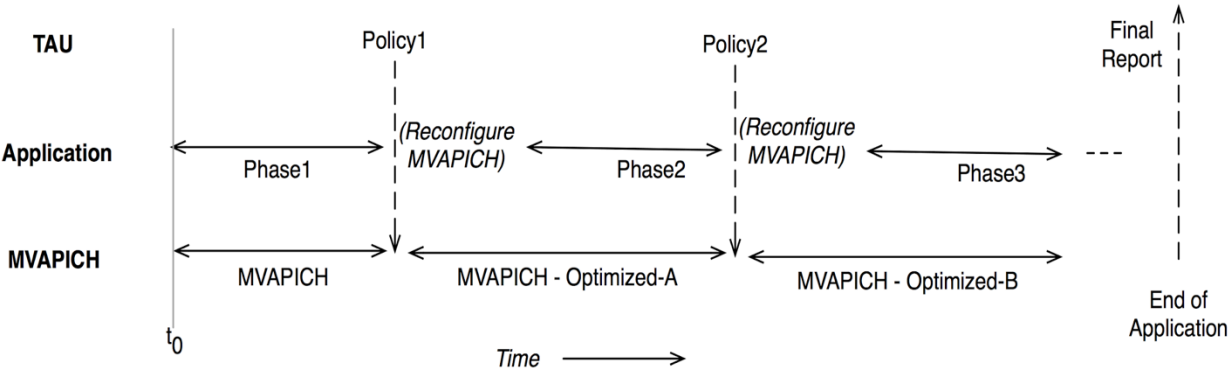 TAU
Policy1
Policy2
Final
Report
Application
Phase1
(Reconfigure
MVAPICH)
Phase2
(Reconfigure
MVAPICH)
Phase3
MVAPICH
MVAPICH
MVAPICH - Optimized-A
MVAPICH - Optimized-B
End of
Application
t0
Time